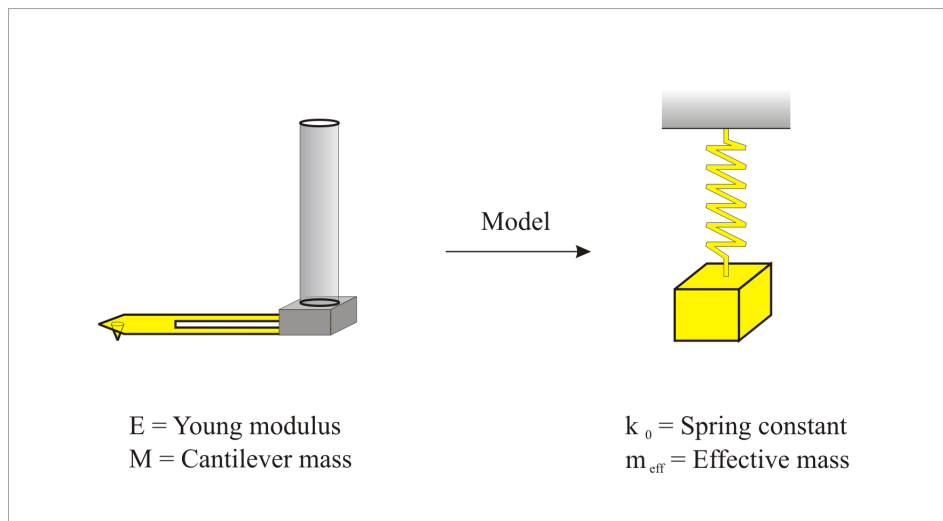 Model
E = Young modulus
M = Cantilever mass
k 0 = Spring constant
m eff = Effective mass